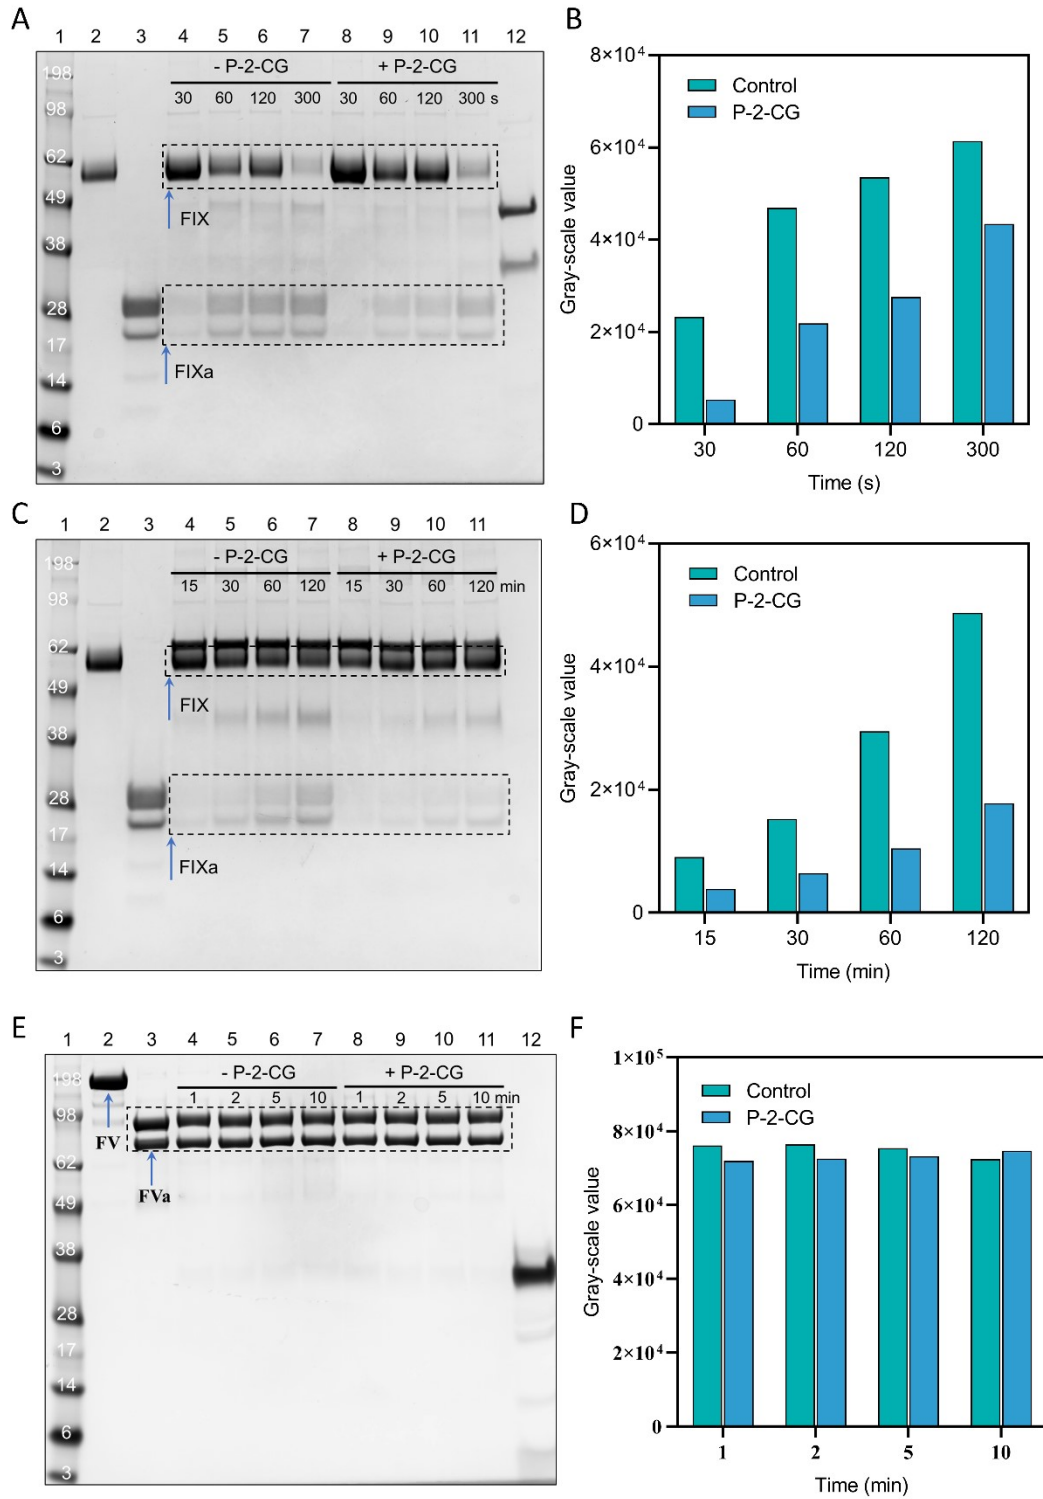 A
1 2 3 4 5 6 7 8 9 10 11 12
- P-2-CG + P-2-CG
30 60 120 300 30 60 120 300 s
198
98
62
49
38
28
17
14
6
3
FIX
FIXa
B
Gray-scale value
8×10⁴
6×10⁴
4×10⁴
2×10⁴
0
Control
P-2-CG
30 60 120 300
Time (s)
C
1 2 3 4 5 6 7 8 9 10 11
- P-2-CG + P-2-CG
15 30 60 120 15 30 60 120 min
198
98
62
49
38
28
17
14
6
3
FIX
FIXa
D
Gray-scale value
6×10⁴
4×10⁴
2×10⁴
0
Control
P-2-CG
15 30 60 120
Time (min)
E
1 2 3 4 5 6 7 8 9 10 11 12
- P-2-CG + P-2-CG
1 2 5 10 1 2 5 10 min
198
98
62
49
38
28
17
14
6
3
FV
FVa
F
Gray-scale value
1×10⁵
8×10⁴
6×10⁴
4×10⁴
2×10⁴
0
Control
P-2-CG
1 2 5 10
Time (min)